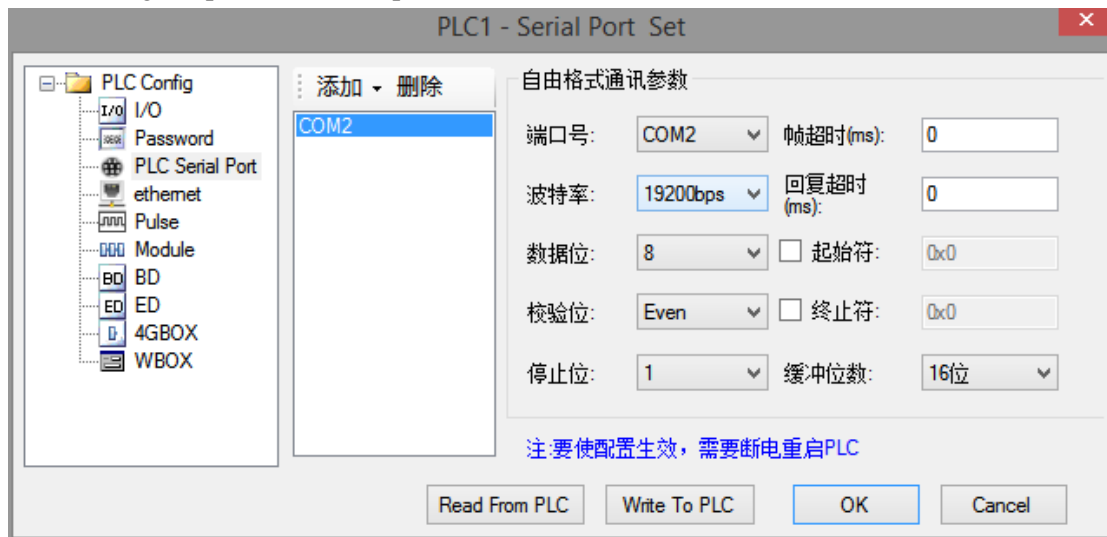 PLC1 - Serial Port Set
PLC Config
I/O
Password
PLC Serial Port
ethernet
Pulse
Module
BD
ED
4GBOX
WBOX
添加 删除
COM2
自由格式通讯参数
端口号: COM2 帧超时(ms): 0
波特率: 19200bps 回复超时(ms): 0
数据位: 8 起始符: 0x0
校验位: Even 终止符: 0x0
停止位: 1 缓冲位数: 16位
注:要使配置生效，需要断电重启PLC
Read From PLC Write To PLC OK Cancel